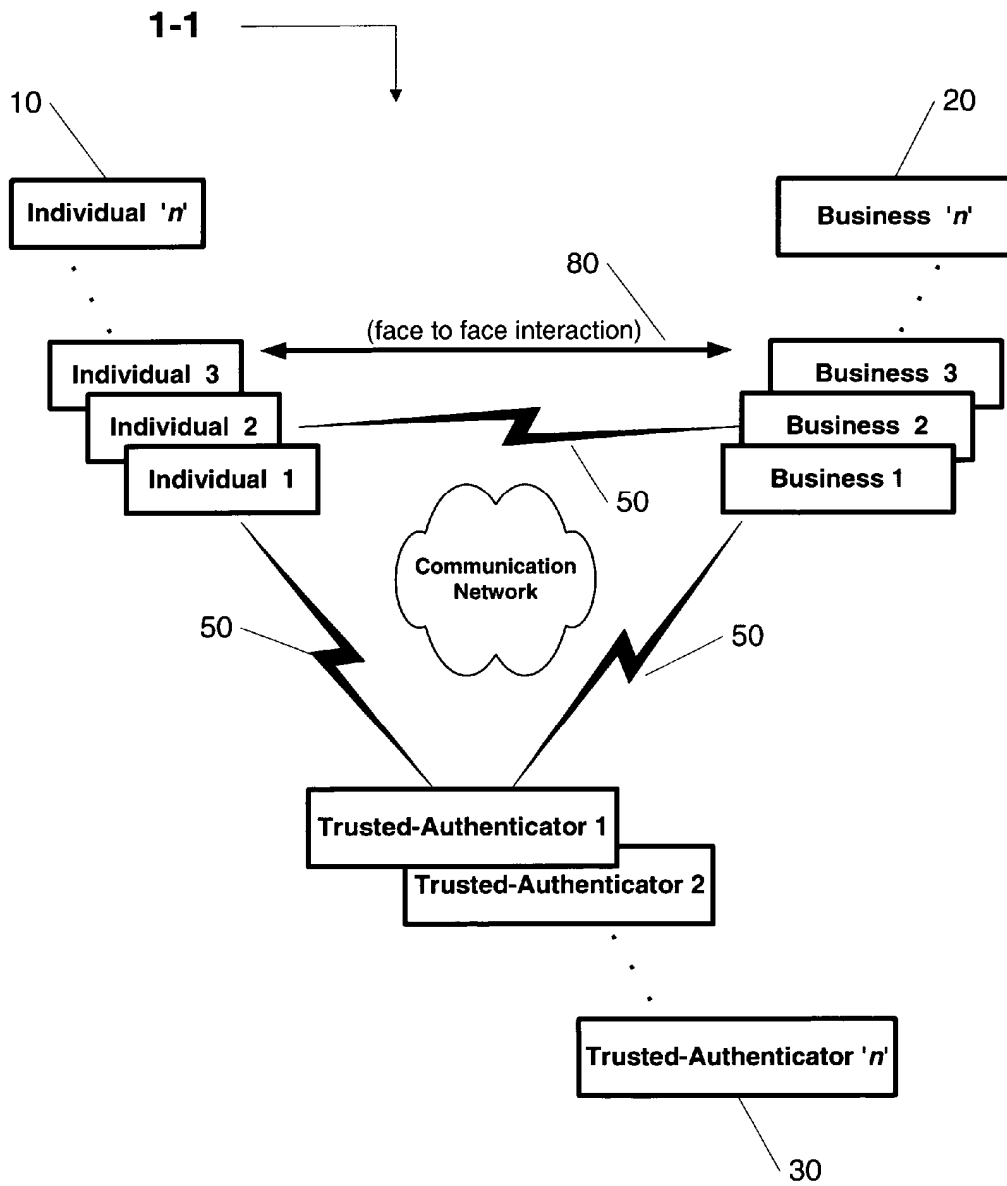 1-1
10
20
Individual 'n'
Business 'n'
80
(face to face interaction)
Individual 3
Business 3
Individual 2
Business 2
Individual 1
Business 1
50
Communication
Network
50
50
Trusted-Authenticator 1
Trusted-Authenticator 2
Trusted-Authenticator 'n'
30